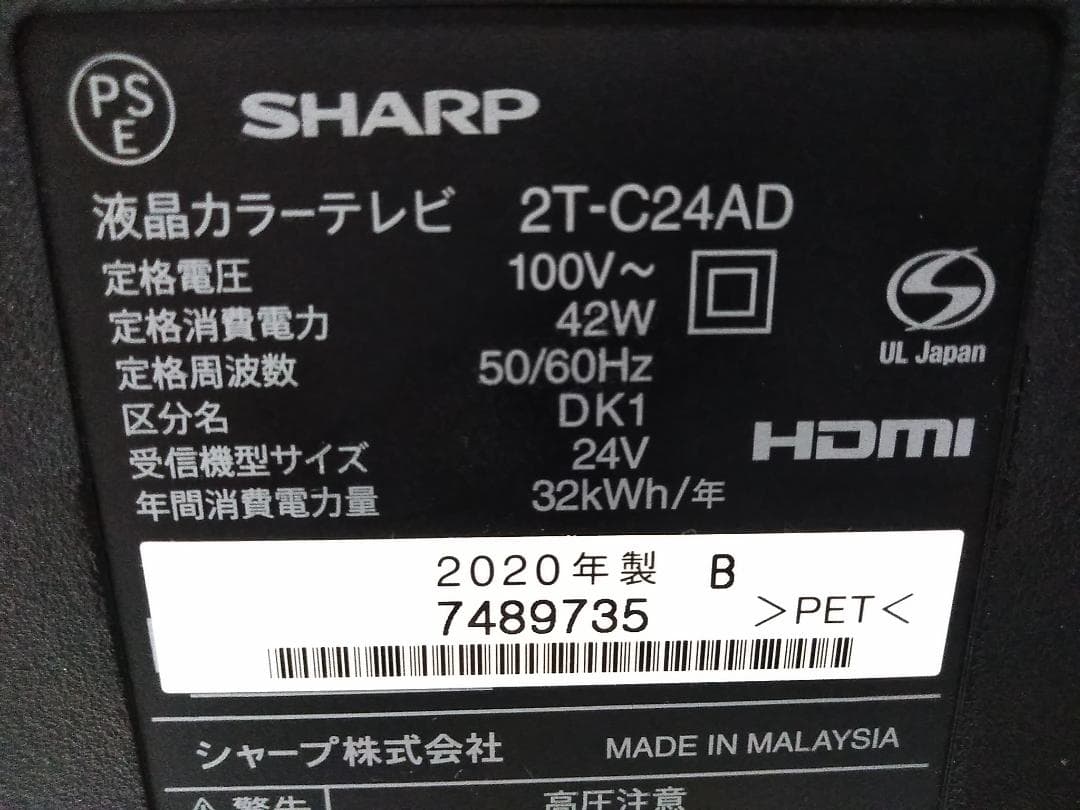 PS
E
SHARP
液晶カラーテレビ 2T-C24AD
定格電圧 100V～
定格消費電力 42W
定格周波数 50/60Hz
区分名 DK1
受信機型サイズ 24V
年間消費電力量 32kWh/年
UL Japan
HDMI
2020年製 B
7489735 >PET<
シャープ株式会社 MADE IN MALAYSIA
警告 高圧注意